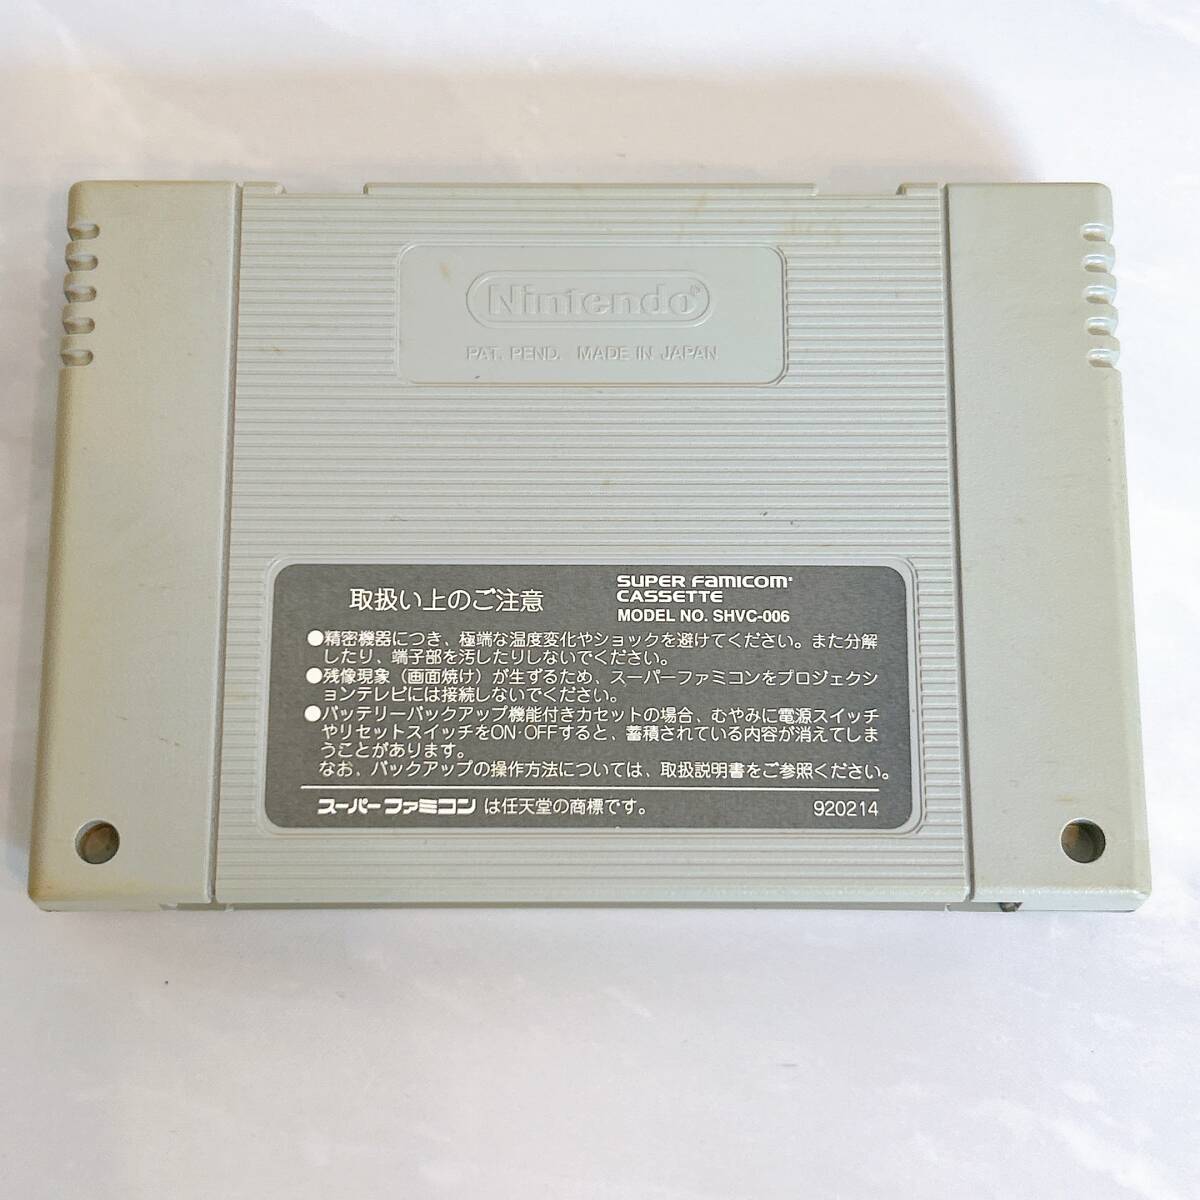 Nintendo®
PAT. PEND. MADE IN JAPAN
取扱い上のご注意
SUPER FAMICOM®
CASSETTE
MODEL NO. SHVC-006
●精密機器につき、極端な温度変化やショックを避けてください。また分解
したり、端子部を汚したりしないでください。
●残像現象（画面焼け）が生ずるため、スーパーファミコンをプロジェクシ
ョンテレビには接続しないでください。
●バッテリーバックアップ機能付きカセットの場合、むやみに電源スイッチ
やリセットスイッチをON·OFFすると、蓄積されている内容が消えてしま
うことがあります。
なお、バックアップの操作方法については、取扱説明書をご参照ください。
スーパーファミコン は任天堂の商標です。
920214